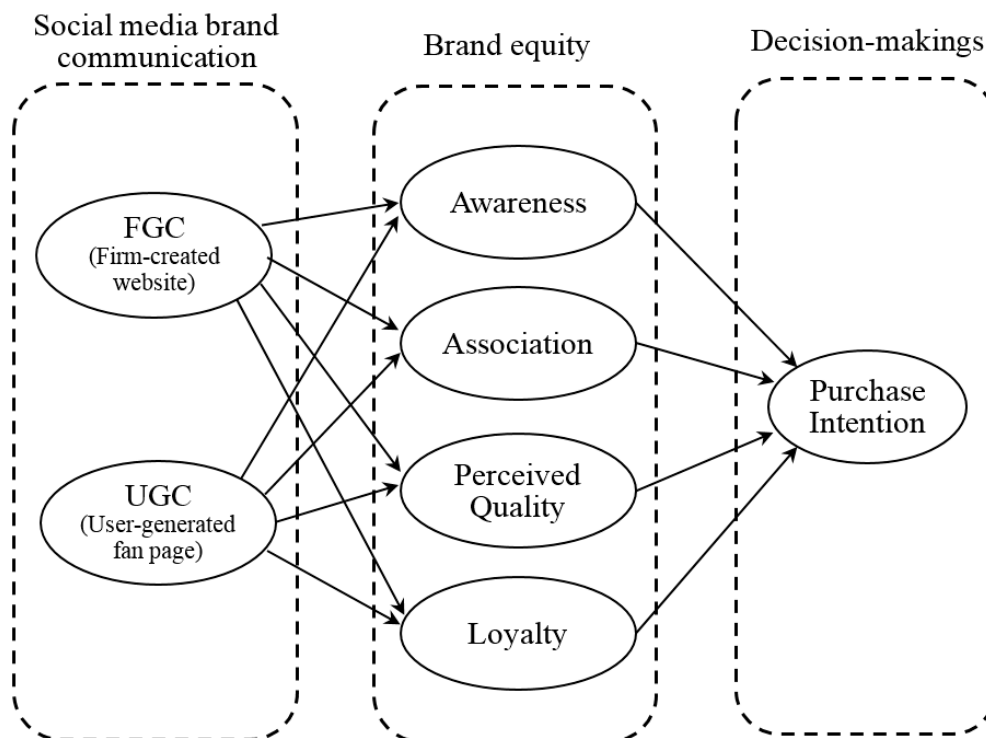 Social media brand
communication
Brand equity
Decision-makings
FGC
(Firm-created
website)
UGC
(User-generated
fan page)
Awareness
Association
Perceived
Quality
Loyalty
Purchase
Intention